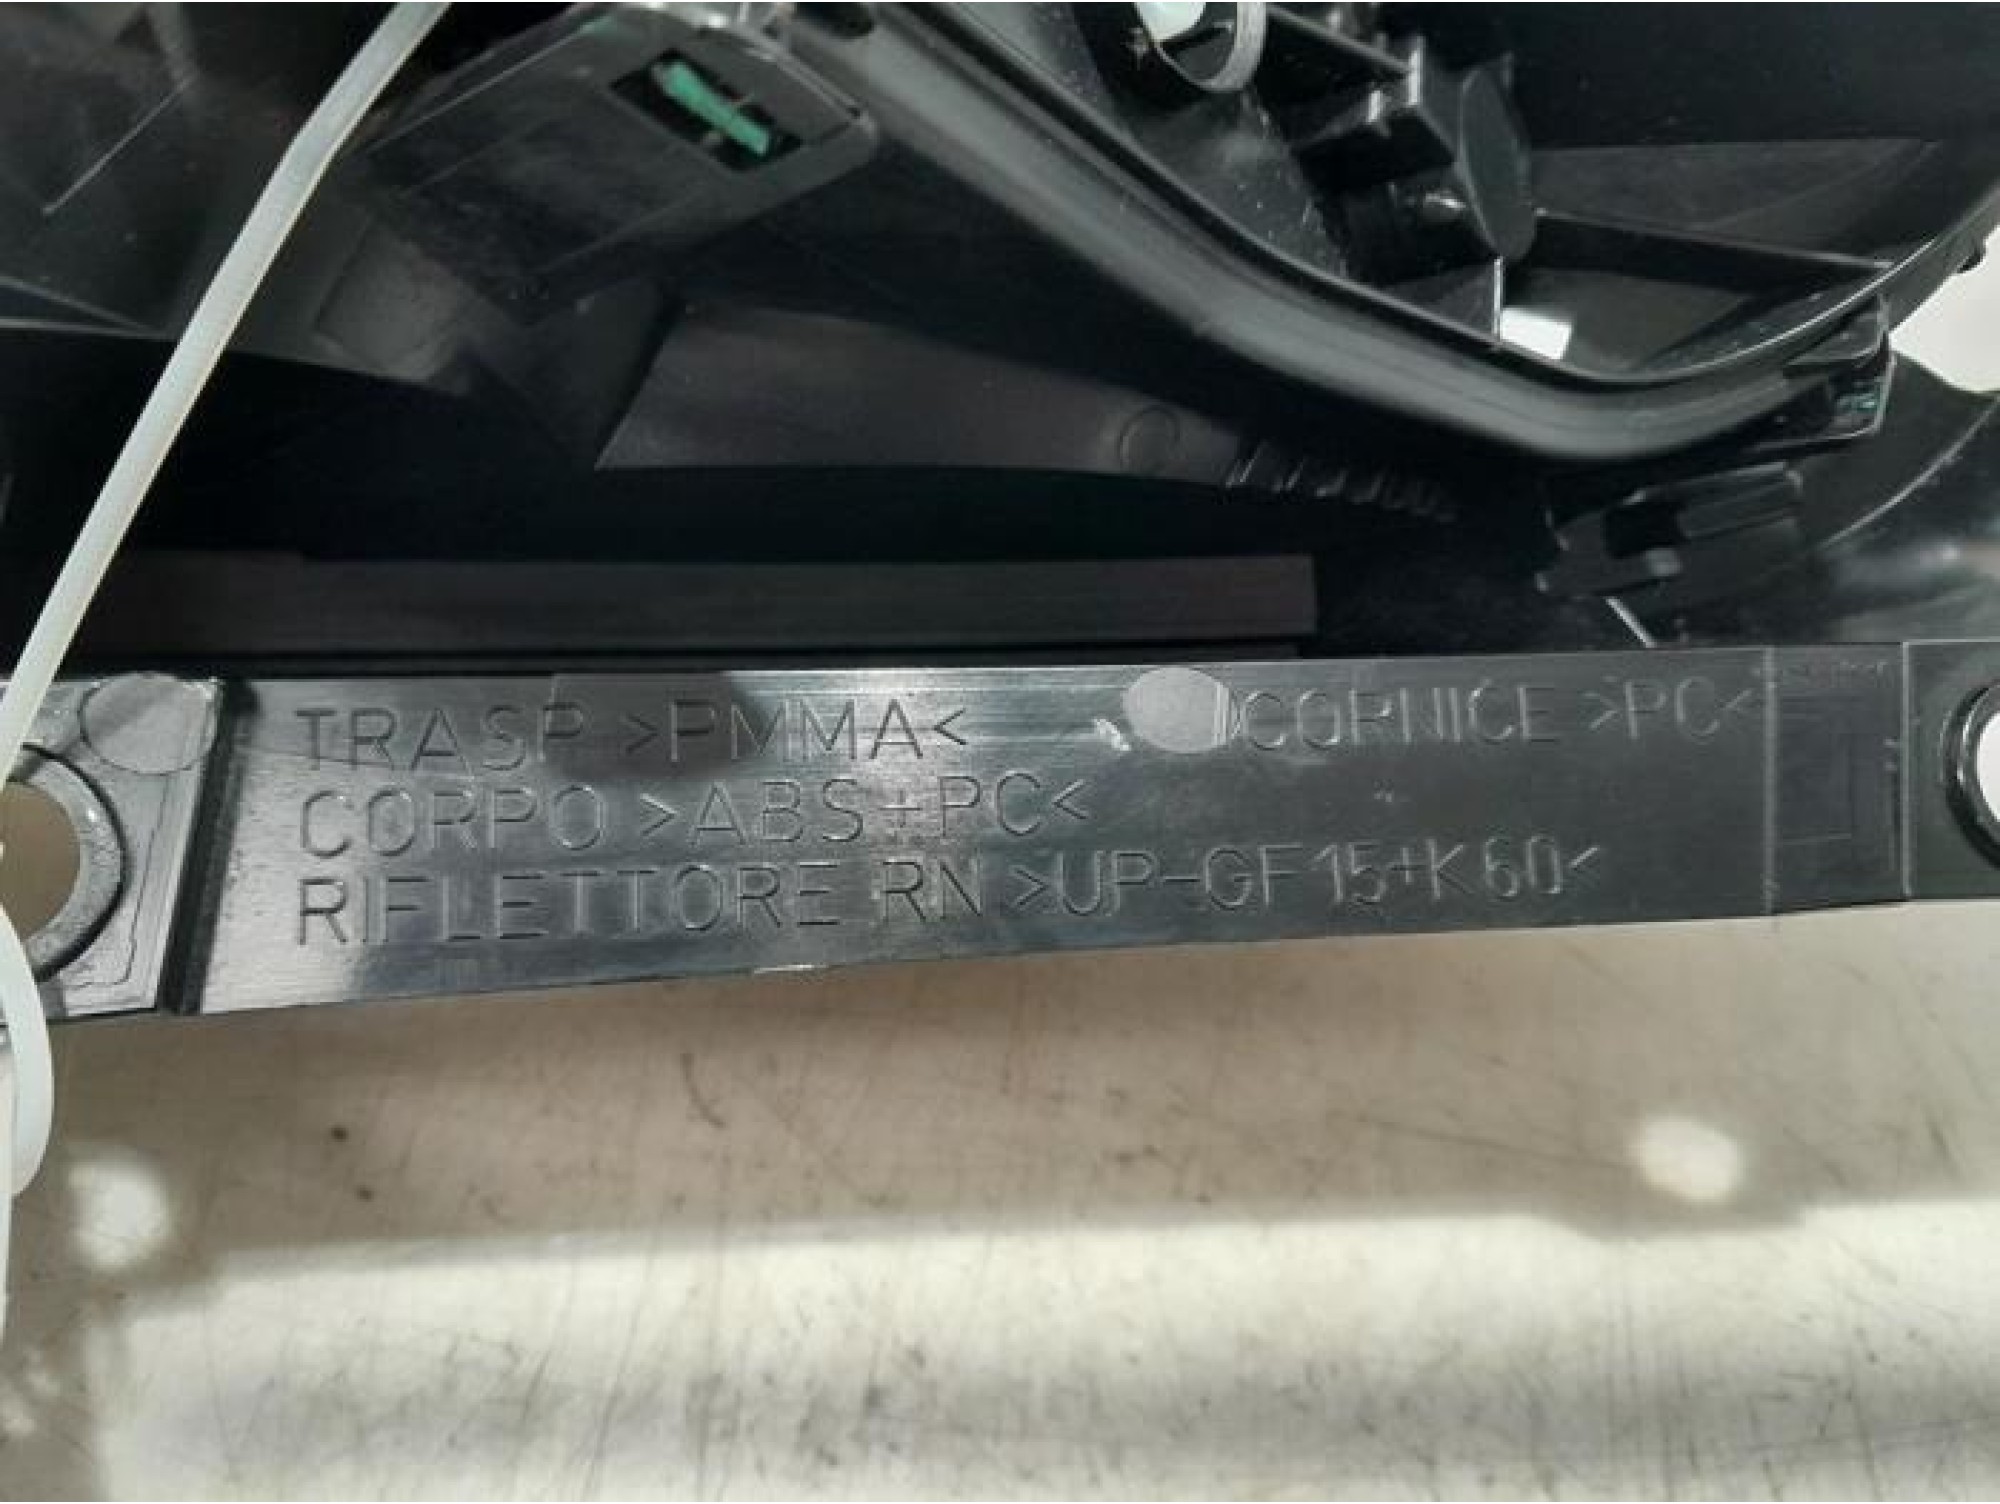 TRASP >PMMA< CORNICE >PC<
CORPO >ABS+PC<
RIFLETTORE RN >UP-GF15+K60<